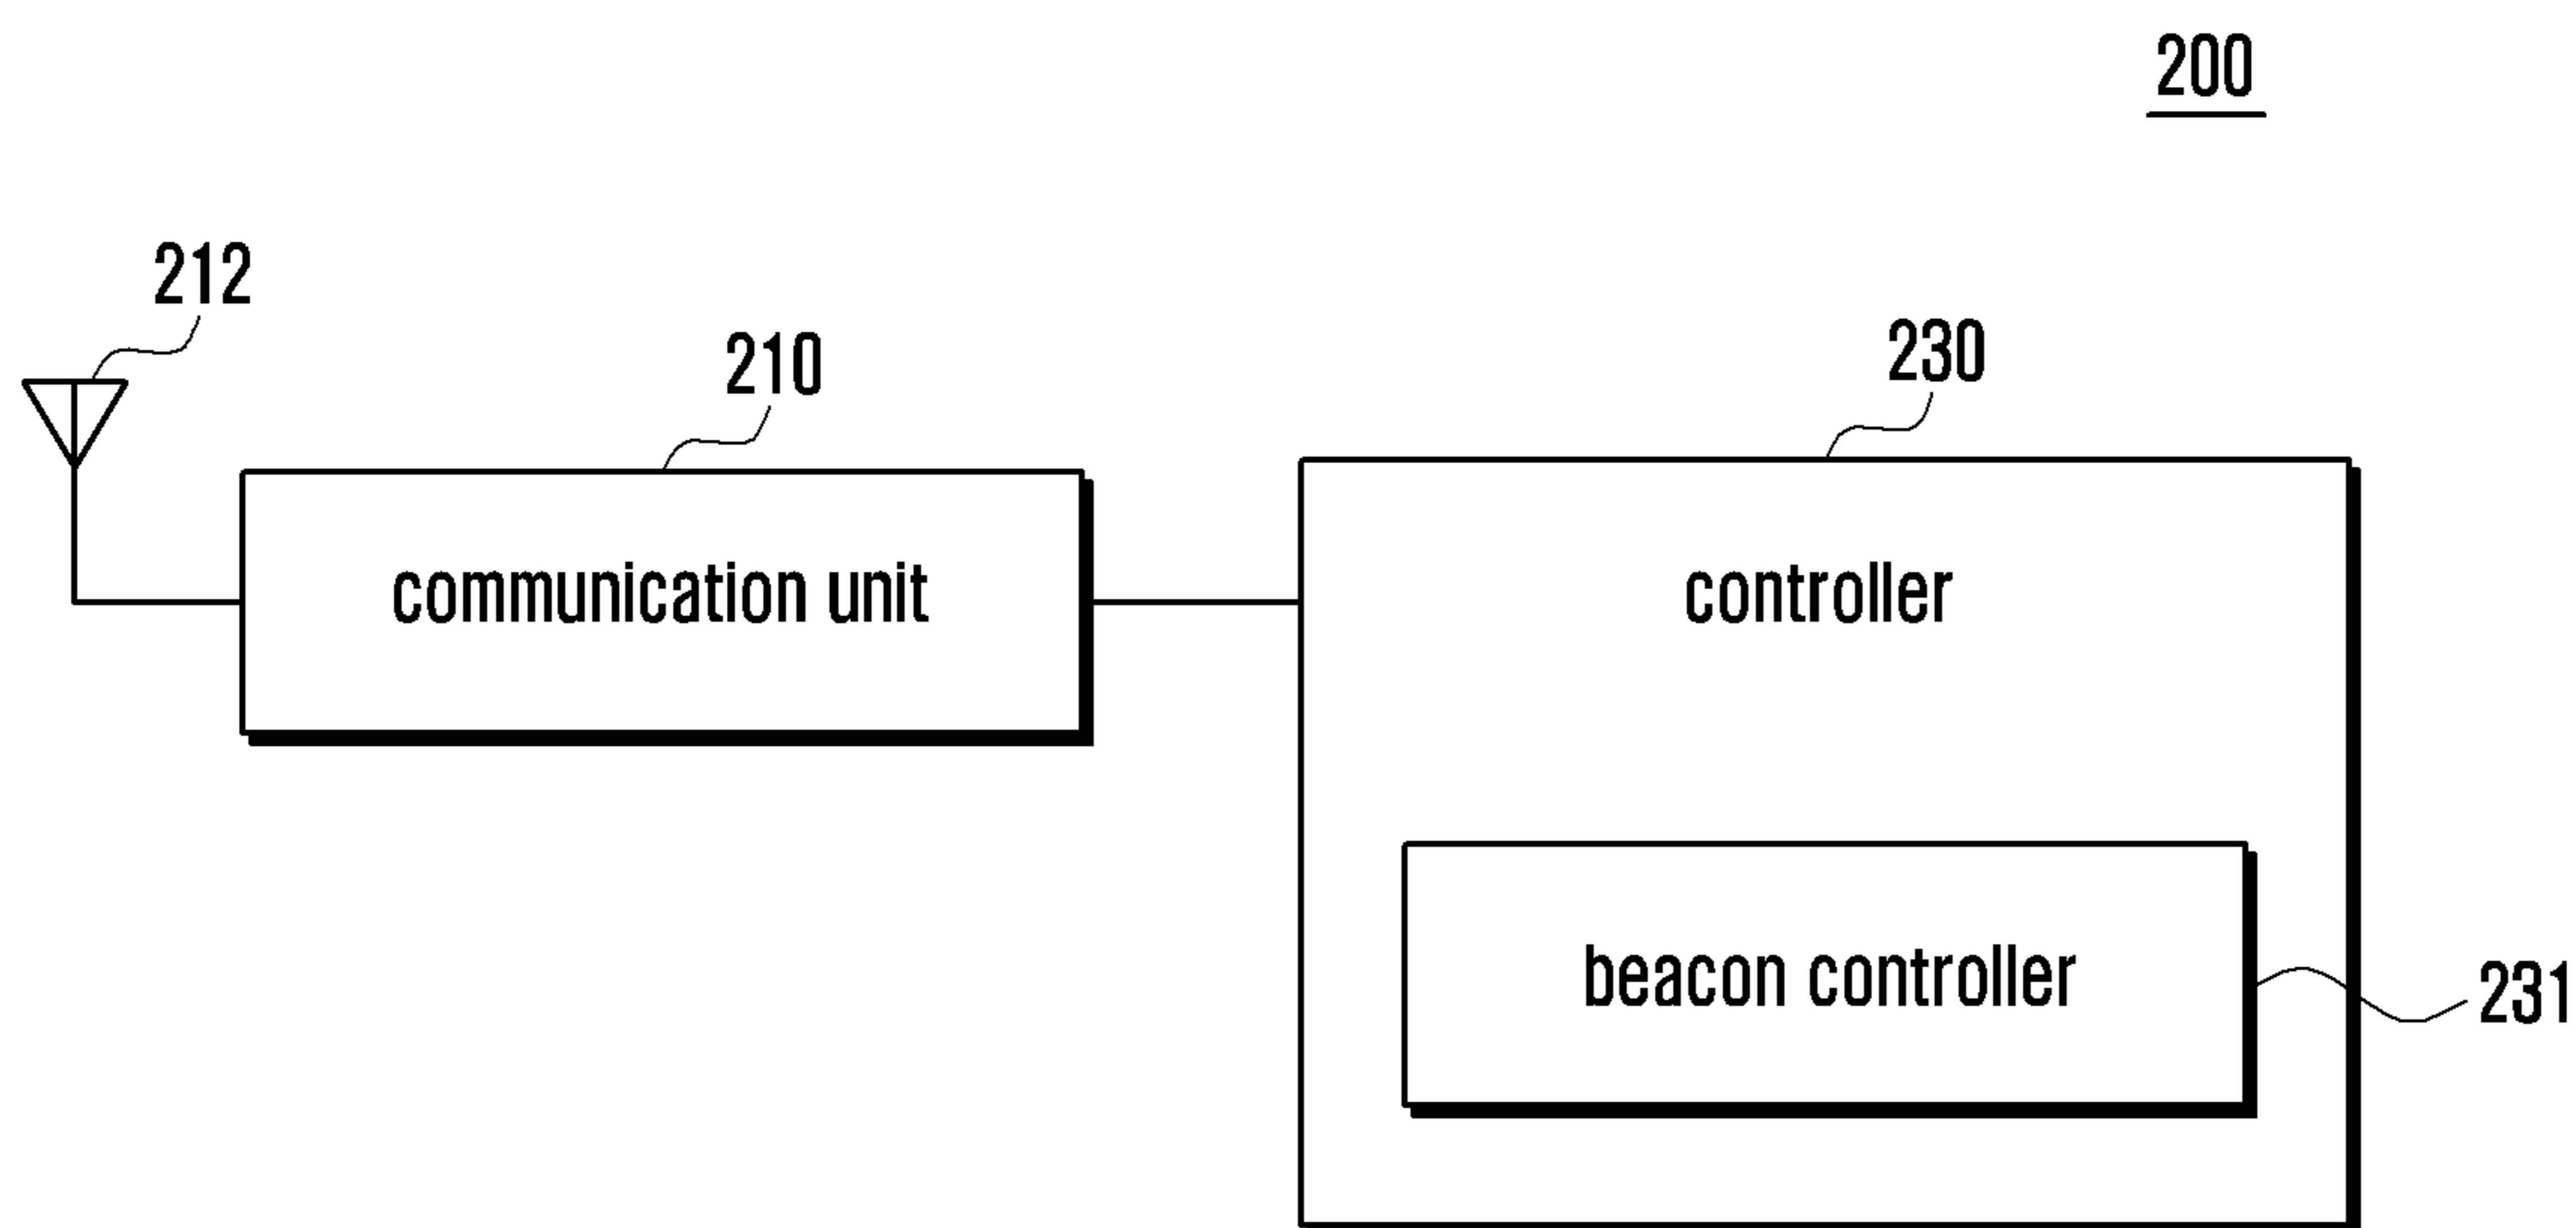 200
212
210
230
communication unit
controller
beacon controller
231